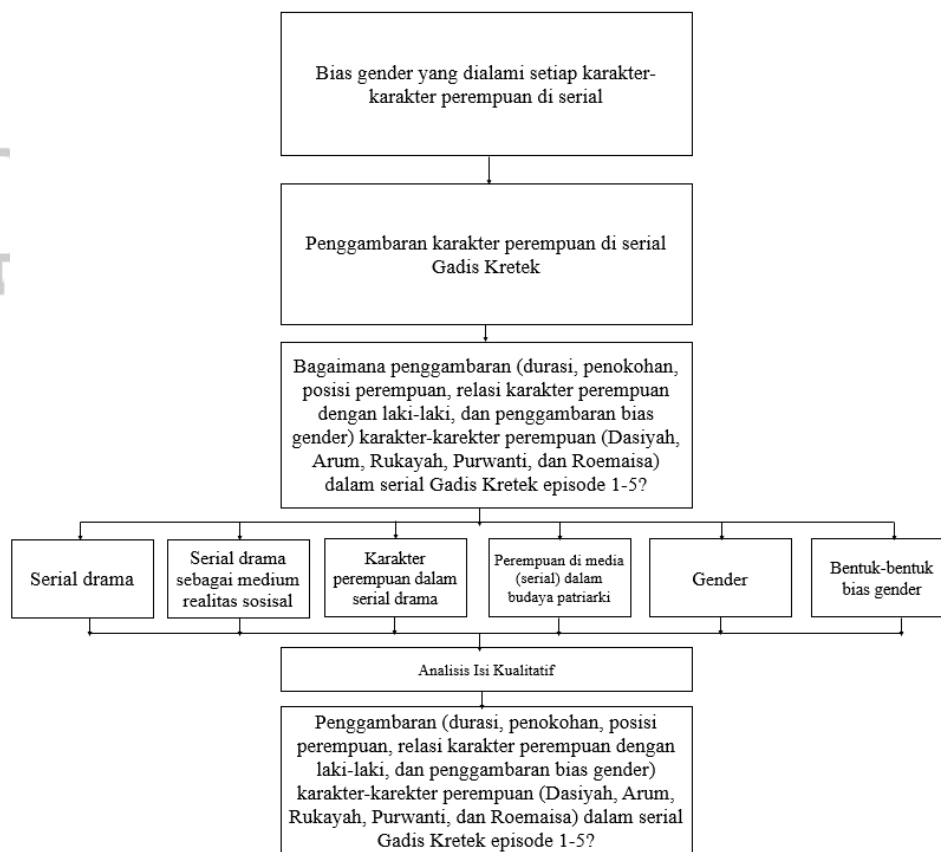 Bias gender yang dialami setiap karakter-
karakter perempuan di serial
Penggambaran karakter perempuan di serial
Gadis Kretek
Bagaimana penggambaran (durasi, penokohan,
posisi perempuan, relasi karakter perempuan
dengan laki-laki, dan penggambaran bias
gender) karakter-karekter perempuan (Dasiyah,
Arum, Rukayah, Purwanti, dan Roemaisa)
dalam serial Gadis Kretek episode 1-5?
Serial drama
Serial drama
sebagai medium
realitas sosisal
Karakter
perempuan dalam
serial drama
Perempuan di media
(serial) dalam
budaya patriarki
Gender
Bentuk-bentuk
bias gender
Analisis Isi Kualitatif
Penggambaran (durasi, penokohan, posisi
perempuan, relasi karakter perempuan dengan
laki-laki, dan penggambaran bias gender)
karakter-karekter perempuan (Dasiyah, Arum,
Rukayah, Purwanti, dan Roemaisa) dalam serial
Gadis Kretek episode 1-5?